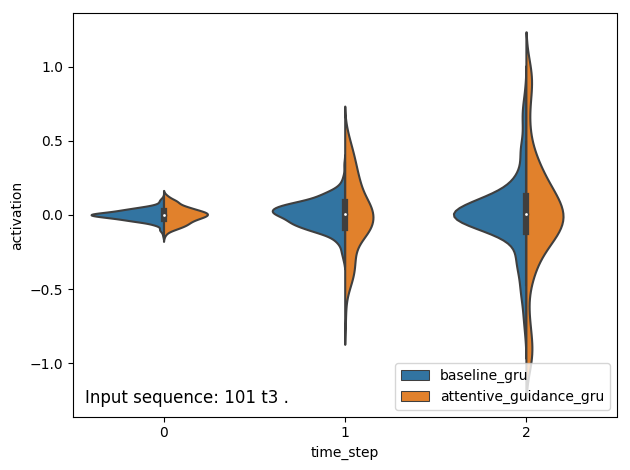 activation
1.0
0.5
0.0
−0.5
−1.0
Input sequence: 101 t3 .
baseline_gru
attentive_guidance_gru
0 1 2
time_step